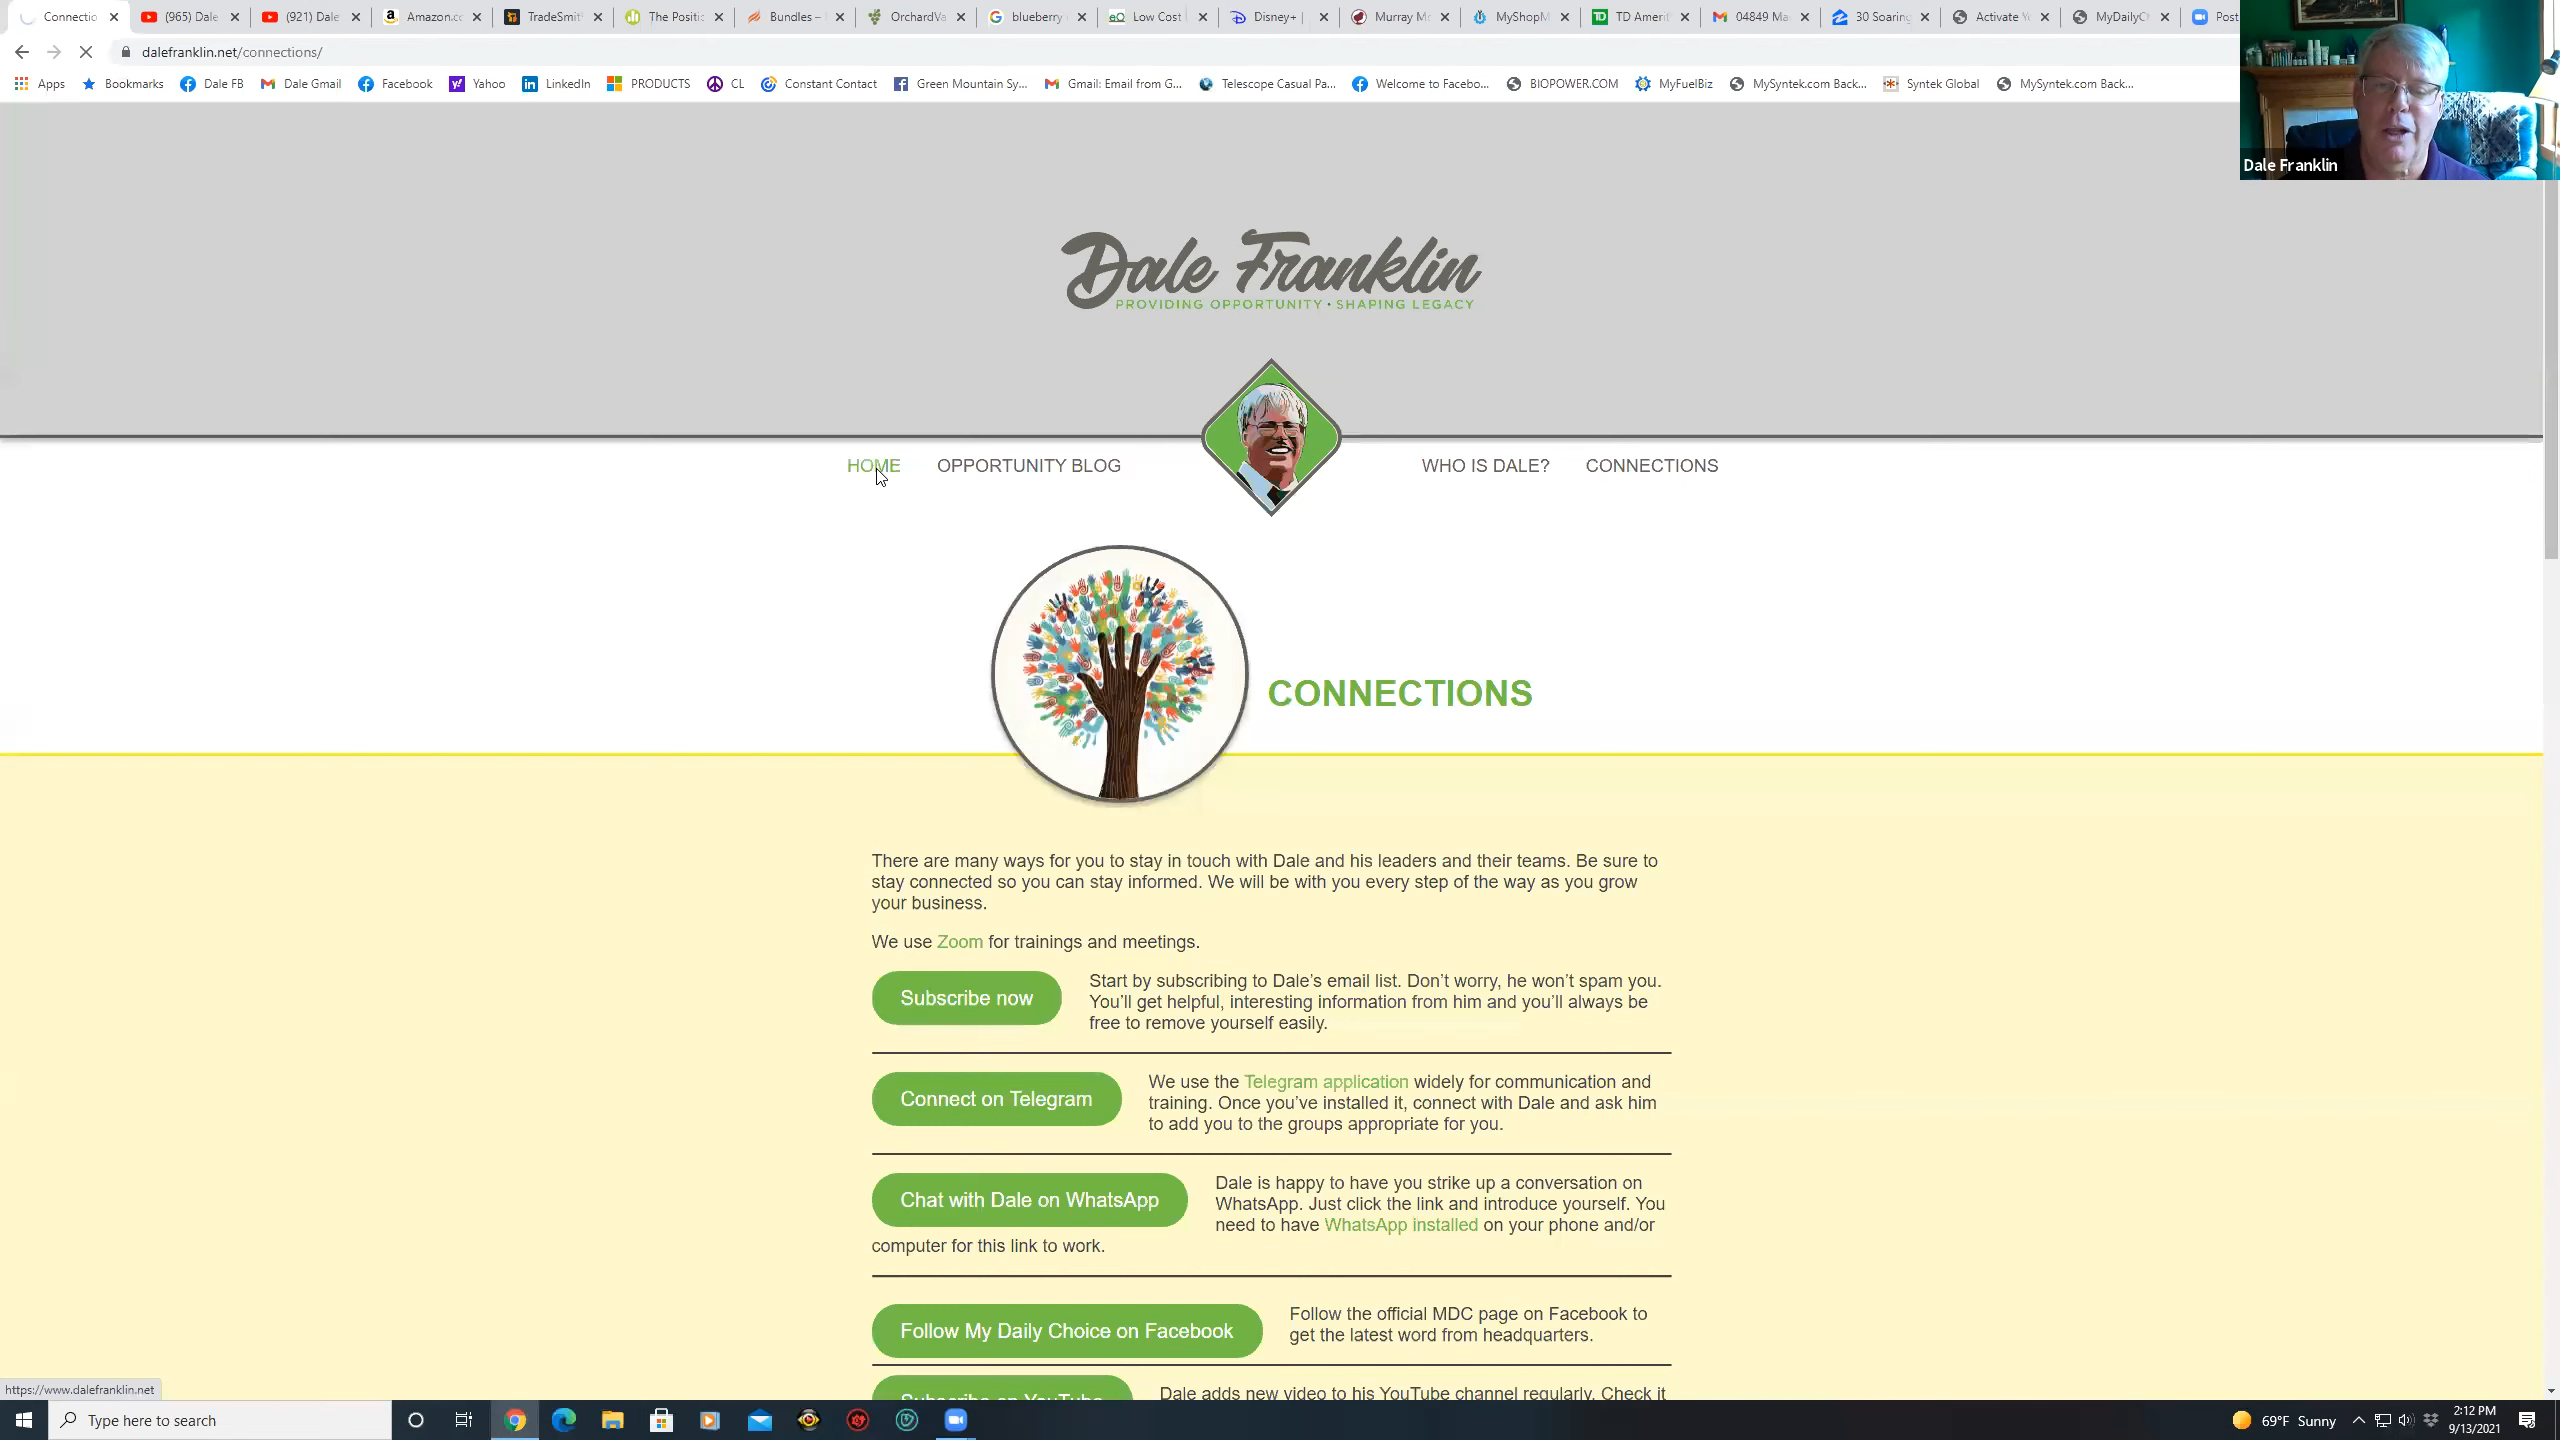 Connectio
(965) Dale
(921) Dale
Amazon.co
TradeSmit
The Positic
Bundles –
OrchardVa
blueberry
Low Cost
Disney+ |
Murray Mc
MyShopM
TD Amerit
04849 Ma
30 Soaring
Activate Y
MyDailyCh
Post
dalefranklin.net/connections/
Apps
Bookmarks
Dale FB
Dale Gmail
Facebook
Yahoo
LinkedIn
PRODUCTS
CL
Constant Contact
Green Mountain Sy...
Gmail: Email from G...
Telescope Casual Pa...
Welcome to Facebo...
BIOPOWER.COM
MyFuelBiz
MySyntek.com Back...
Syntek Global
MySyntek.com Back...
Dale Franklin
Dale Franklin
PROVIDING OPPORTUNITY • SHAPING LEGACY
HOME
OPPORTUNITY BLOG
WHO IS DALE?
CONNECTIONS
CONNECTIONS
There are many ways for you to stay in touch with Dale and his leaders and their teams. Be sure to
stay connected so you can stay informed. We will be with you every step of the way as you grow
your business.
We use Zoom for trainings and meetings.
Subscribe now
Start by subscribing to Dale's email list. Don't worry, he won't spam you.
You'll get helpful, interesting information from him and you'll always be
free to remove yourself easily.
Connect on Telegram
We use the Telegram application widely for communication and
training. Once you've installed it, connect with Dale and ask him
to add you to the groups appropriate for you.
Chat with Dale on WhatsApp
Dale is happy to have you strike up a conversation on
WhatsApp. Just click the link and introduce yourself. You
need to have WhatsApp installed on your phone and/or
computer for this link to work.
Follow My Daily Choice on Facebook
Follow the official MDC page on Facebook to
get the latest word from headquarters.
Subscribe on YouTube
Dale adds new video to his YouTube channel regularly. Check it
https://www.dalefranklin.net
Type here to search
69°F Sunny
2:12 PM
9/13/2021